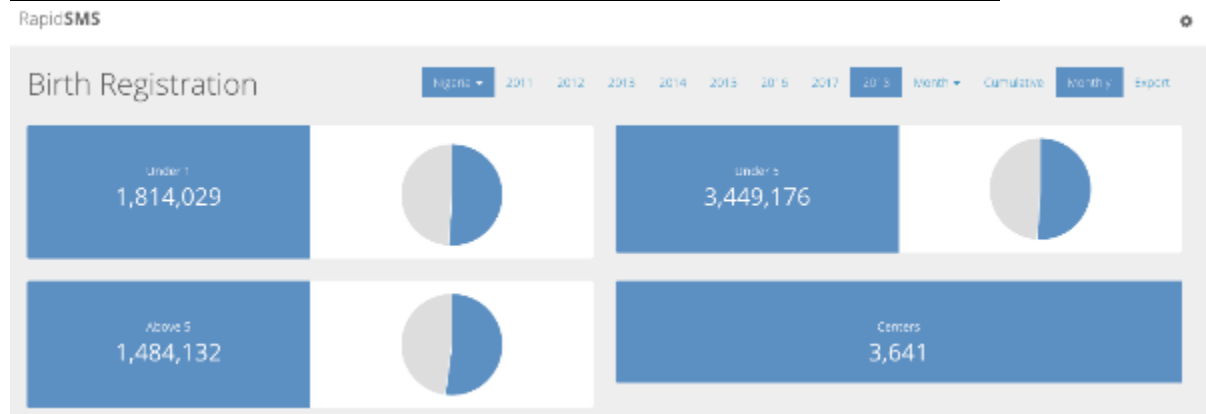 RapidSMS
Birth Registration
Nigeria 2011 2012 2013 2014 2015 2016 2017 2018 Month Cumulative Monthly Export
Under 1
1,814,029
Under 5
3,449,176
Above 5
1,484,132
Centers
3,641